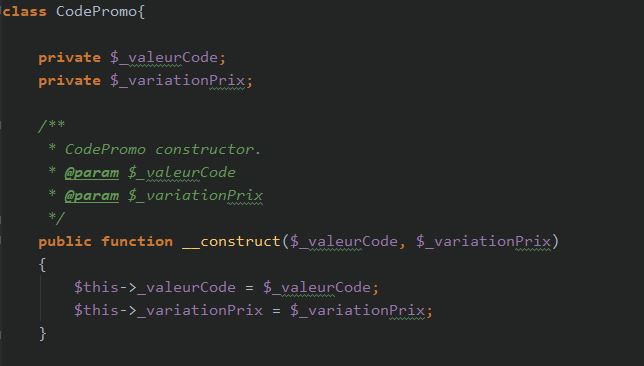 class CodePromo{
private $_valeurCode;
private $_variationPrix;
/**
* CodePromo constructor.
* @param $_valeurCode
* @param $_variationPrix
*/
public function __construct($_valeurCode, $_variationPrix)
{
$this->_valeurCode = $_valeurCode;
$this->_variationPrix = $_variationPrix;
}